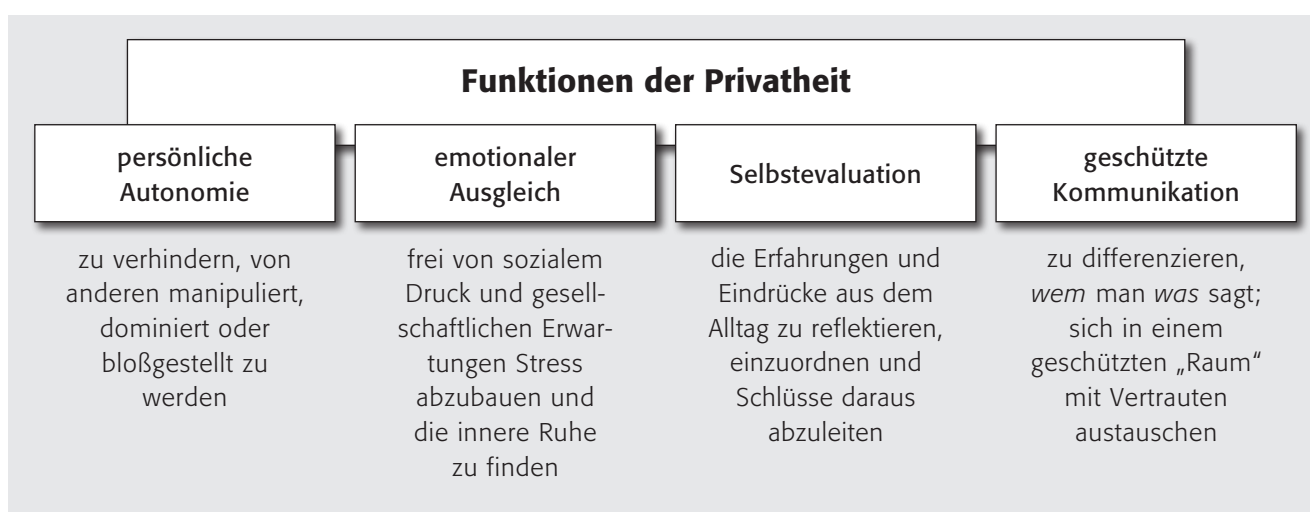 Funktionen der Privatheit
persönliche
Autonomie
zu verhindern, von
anderen manipuliert,
dominiert oder
bloßgestellt zu
werden
emotionaler
Ausgleich
frei von sozialem
Druck und gesell-
schaftlichen Erwar-
tungen Stress
abzubauen und
die innere Ruhe
zu finden
Selbstevaluation
die Erfahrungen und
Eindrücke aus dem
Alltag zu reflektieren,
einzuordnen und
Schlüsse daraus
abzuleiten
geschützte
Kommunikation
zu differenzieren,
wem man was sagt;
sich in einem
geschützten „Raum“
mit Vertrauten
austauschen